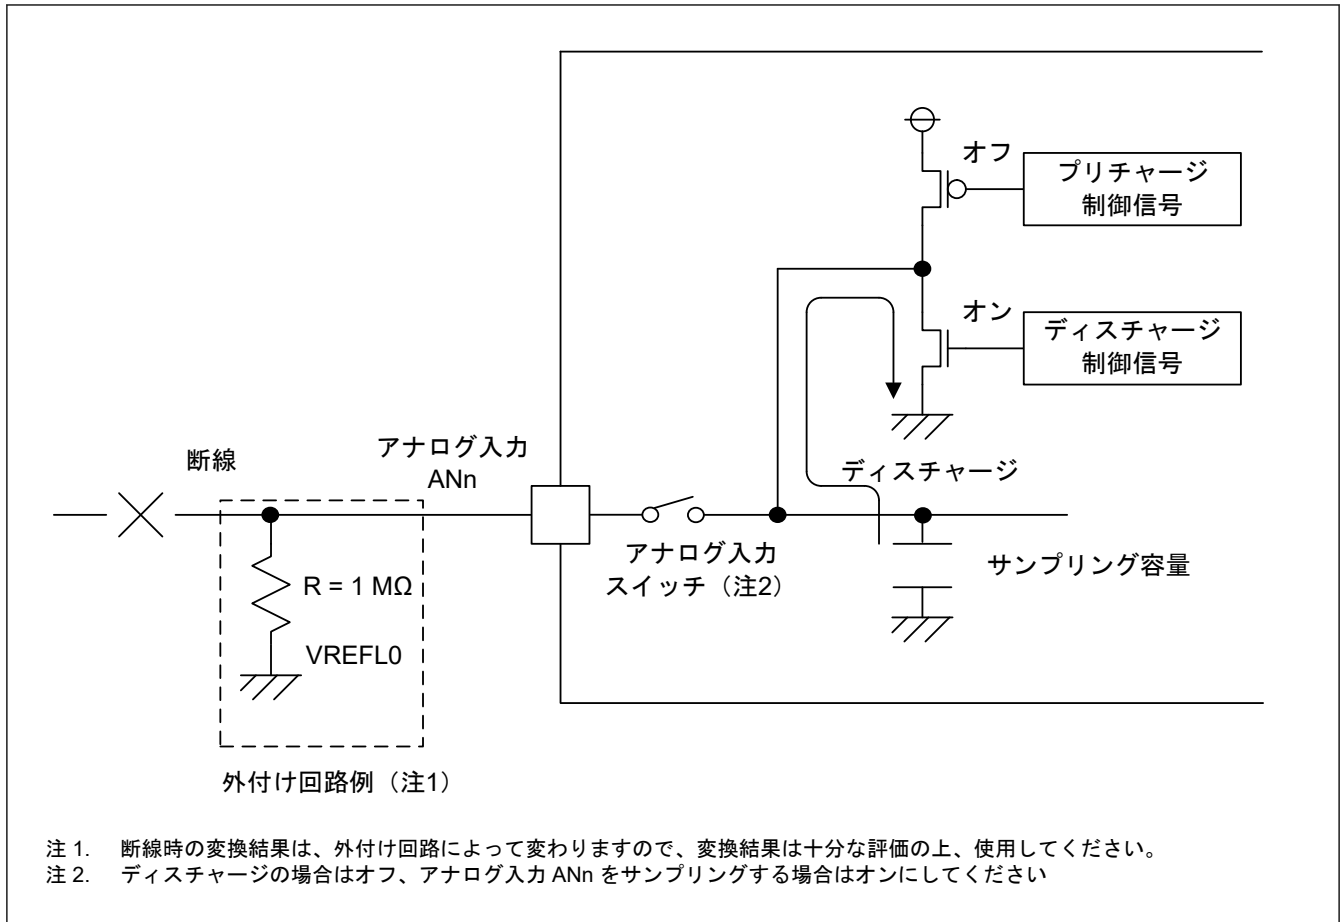 オフ
プリチャージ
制御信号
オン
ディスチャージ
制御信号
断線
アナログ入力
ANn
ディスチャージ
アナログ入力
スイッチ（注2）
サンプリング容量
R = 1 MΩ
VREFL0
外付け回路例（注1）
注 1. 断線時の変換結果は、外付け回路によって変わりますので、変換結果は十分な評価の上、使用してください。
注 2. ディスチャージの場合はオフ、アナログ入力 ANn をサンプリングする場合はオンにしてください